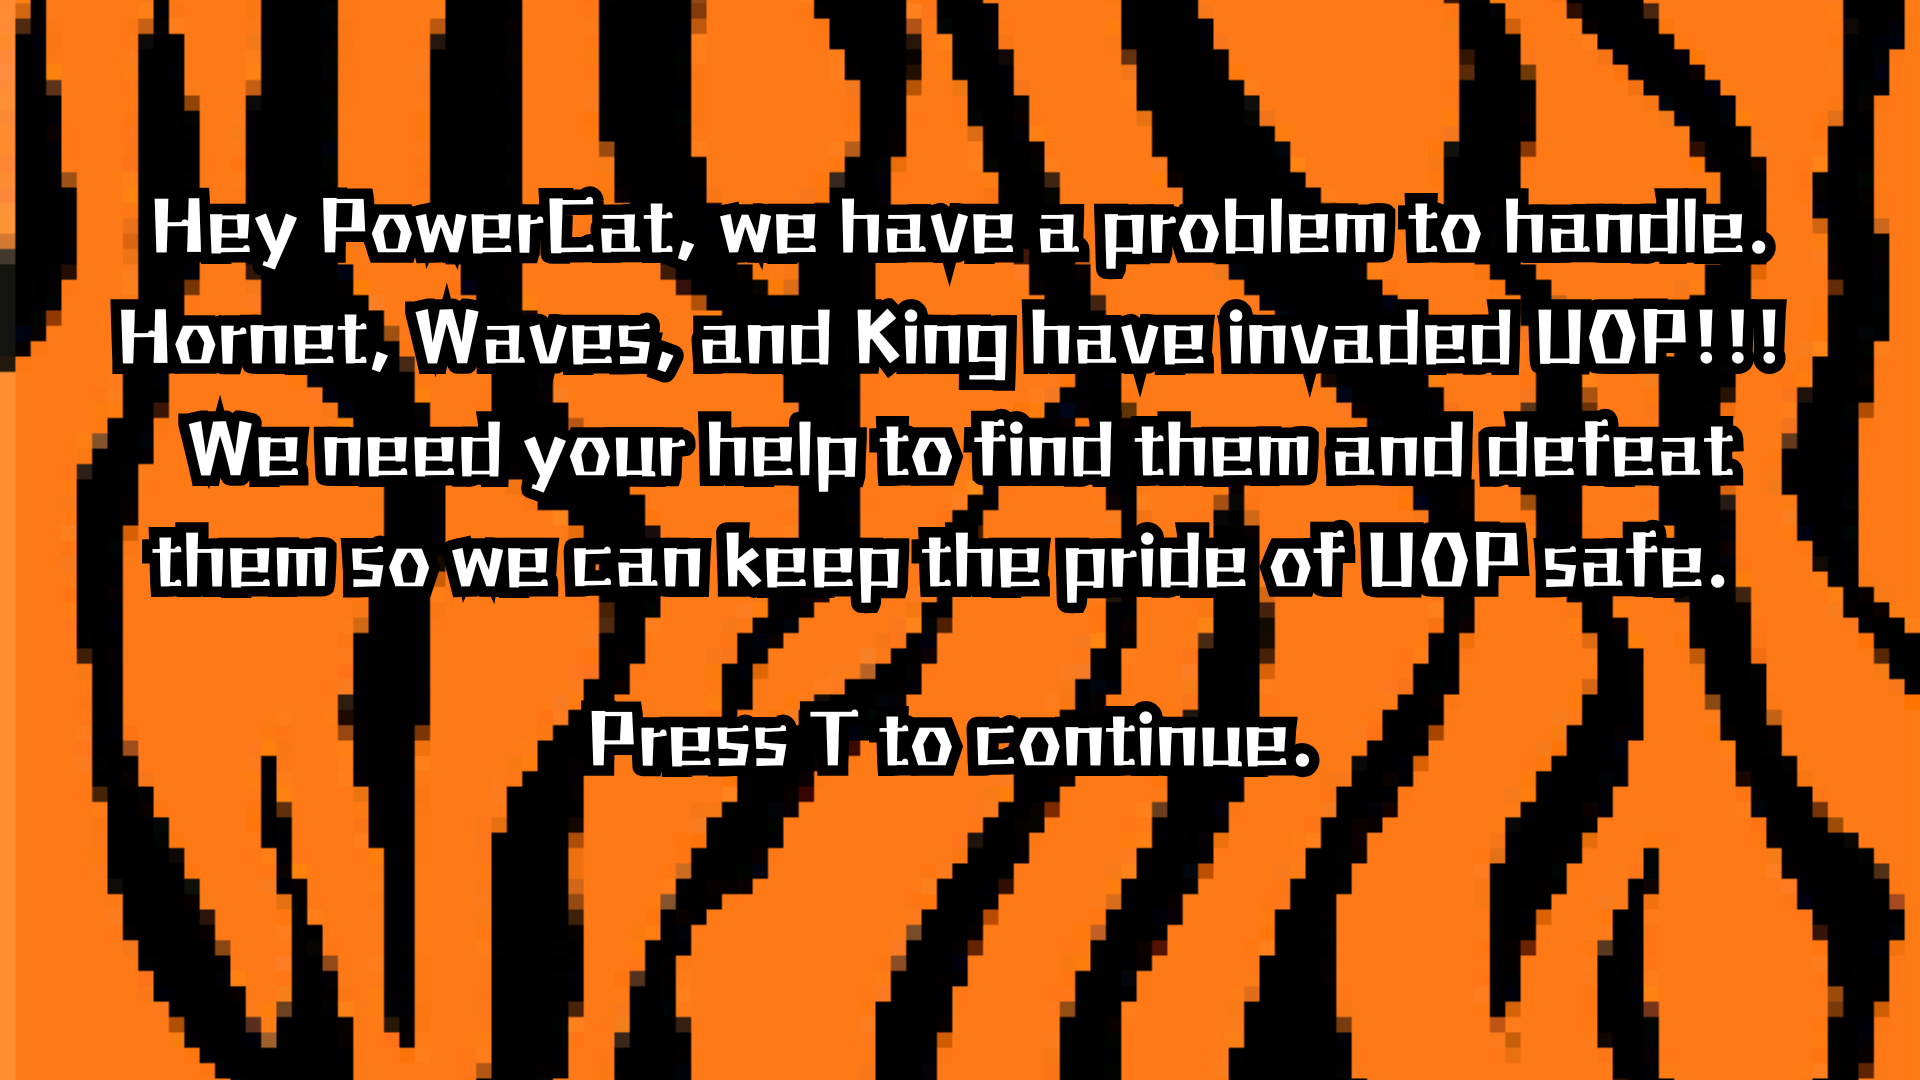 Hey PowerCat, we have a problem to handle.
Hornet, Waves, and King have invaded UOP!!!
We need your help to find them and defeat
them so we can keep the pride of UOP safe.
Press T to continue.